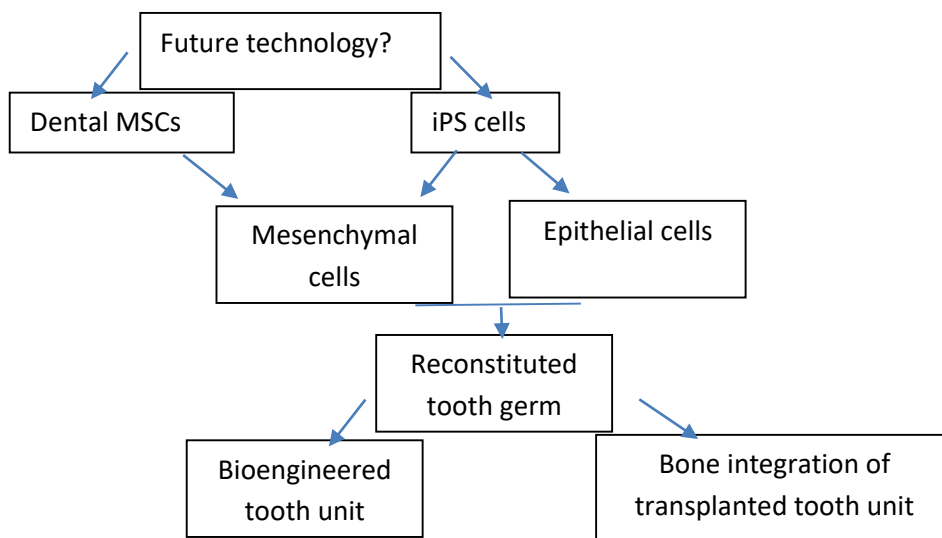 Future technology?
Dental MSCs
iPS cells
Mesenchymal
cells
Epithelial cells
Reconstituted
tooth germ
Bioengineered
tooth unit
Bone integration of
transplanted tooth unit